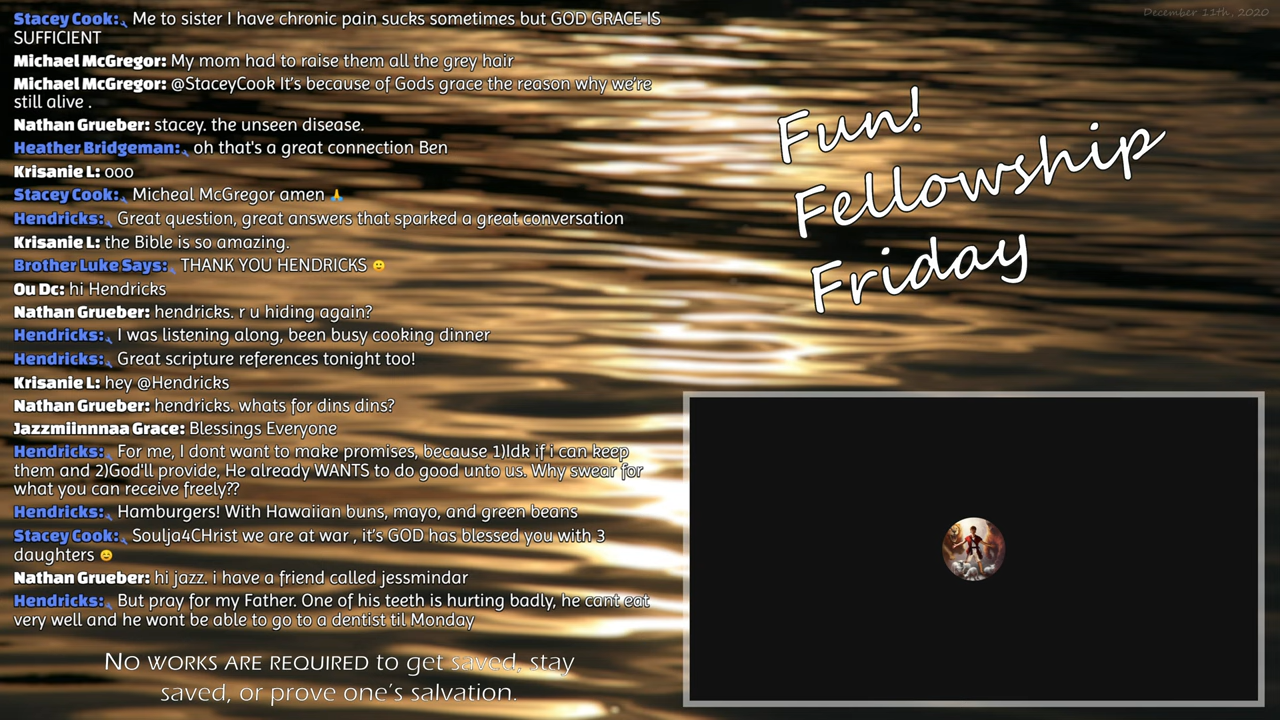 Stacey Cook: Me to sister I have chronic pain sucks sometimes but GOD GRACE IS
SUFFICIENT
Michael McGregor: My mom had to raise them all the grey hair
Michael McGregor: @StaceyCook It's because of Gods grace the reason why we're
still alive .
Nathan Grueber: stacey. the unseen disease.
Heather Bridgeman: oh that's a great connection Ben
Krisanie L: ooo
Stacey Cook: Micheal McGregor amen 🙏
Hendricks: Great question, great answers that sparked a great conversation
Krisanie L: the Bible is so amazing.
Brother Luke Says: THANK YOU HENDRICKS 🙂
Ou Dc: hi Hendricks
Nathan Grueber: hendricks. r u hiding again?
Hendricks: I was listening along, been busy cooking dinner
Hendricks: Great scripture references tonight too!
Krisanie L: hey @Hendricks
Nathan Grueber: hendricks. whats for dins dins?
Jazzmiinnnaa Grace: Blessings Everyone
Hendricks: For me, I dont want to make promises, because 1)Idk if i can keep
them and 2)God'll provide, He already WANTS to do good unto us. Why swear for
what you can receive freely??
Hendricks: Hamburgers! With Hawaiian buns, mayo, and green beans
Stacey Cook: Soulja4CHrist we are at war , it's GOD has blessed you with 3
daughters 😊
Nathan Grueber: hi jazz. i have a friend called jessmindar
Hendricks: But pray for my Father. One of his teeth is hurting badly, he cant eat
very well and he wont be able to go to a dentist til Monday
NO WORKS ARE REQUIRED to get saved, stay
saved, or prove one's salvation.
December 11th, 2020
Fun!
Fellowship
Friday